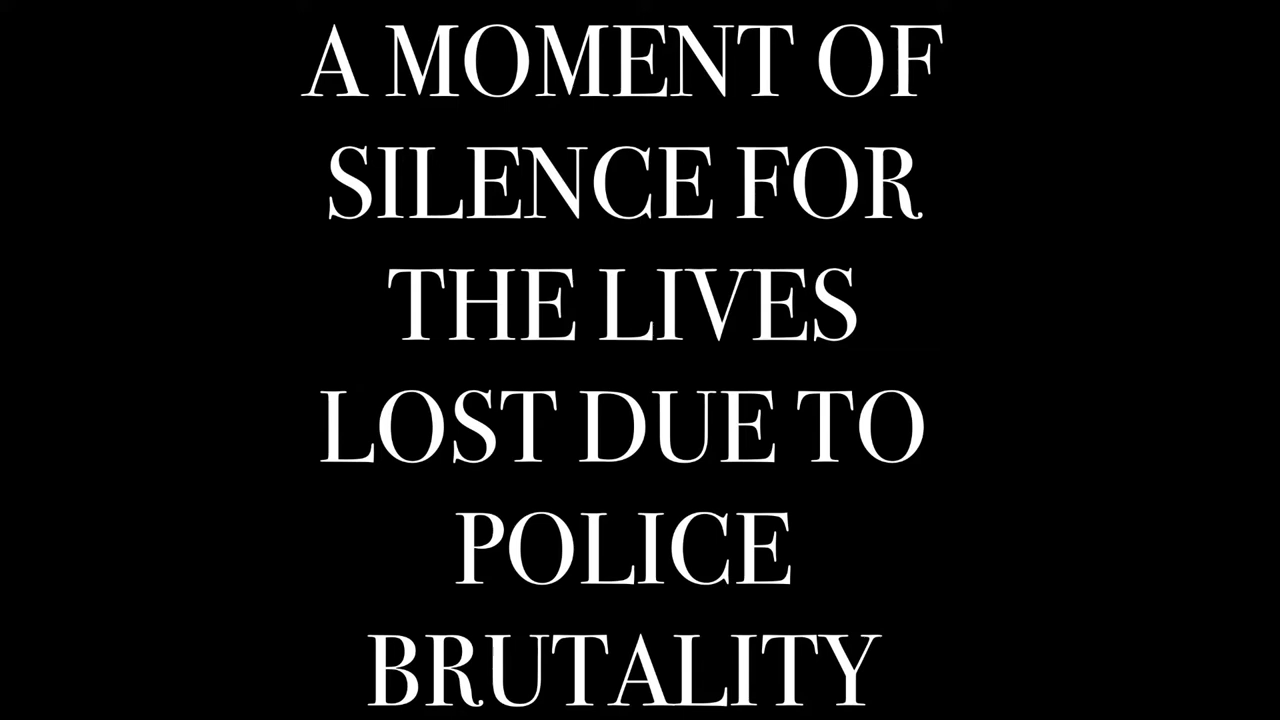 A MOMENT OF
SILENCE FOR
THE LIVES
LOST DUE TO
POLICE
BRUTALITY